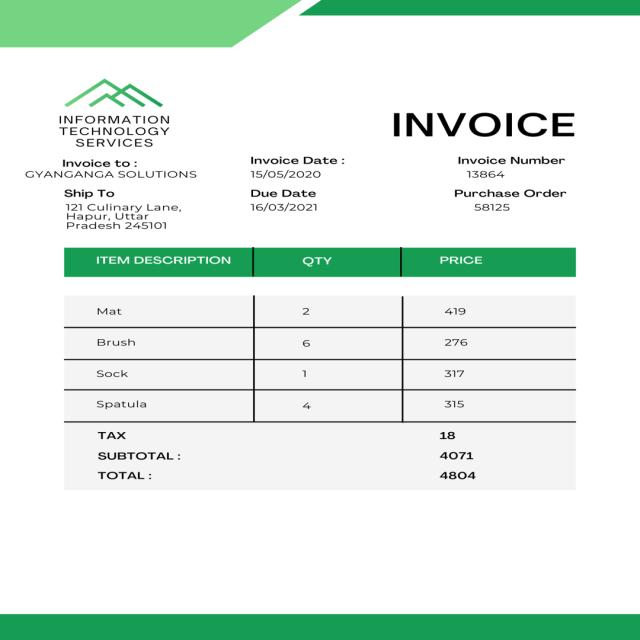 INFORMATION
TECHNOLOGY
SERVICES
INVOICE
Invoice to :
GYANGANGA SOLUTIONS
Invoice Date :
15/05/2020
Invoice Number
13864
Ship To
121 Culinary Lane,
Hapur, Uttar
Pradesh 245101
Due Date
16/03/2021
Purchase Order
58125
ITEM DESCRIPTION QTY PRICE
Mat 2 419
Brush 6 276
Sock 1 317
Spatula 4 315
TAX 18
SUBTOTAL : 4071
TOTAL : 4804